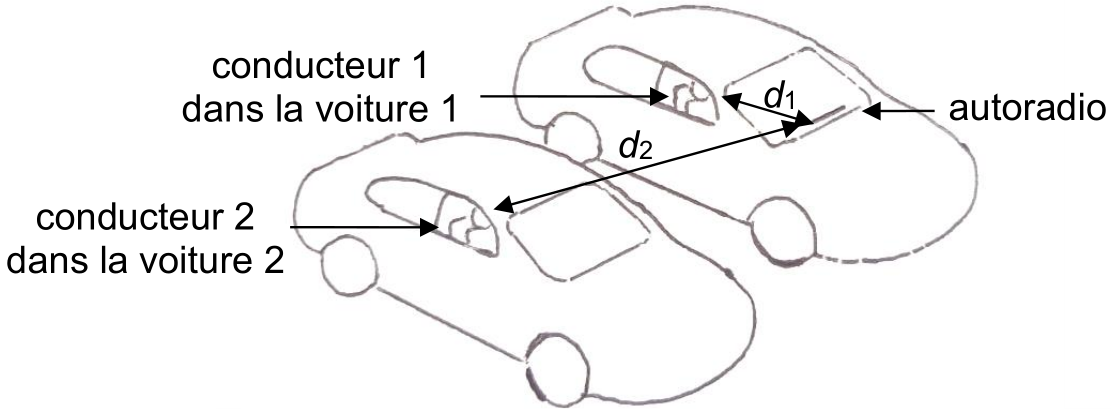 conducteur 1
dans la voiture 1
autoradio
d1
d2
conducteur 2
dans la voiture 2